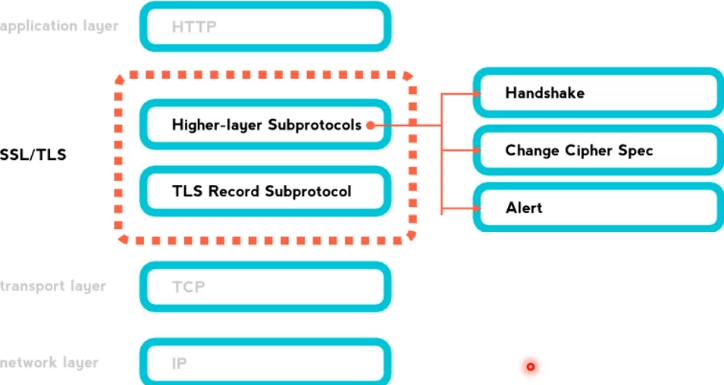 application layer
HTTP
SSL/TLS
Higher-layer Subprotocols
TLS Record Subprotocol
Handshake
Change Cipher Spec
Alert
transport layer
TCP
network layer
IP